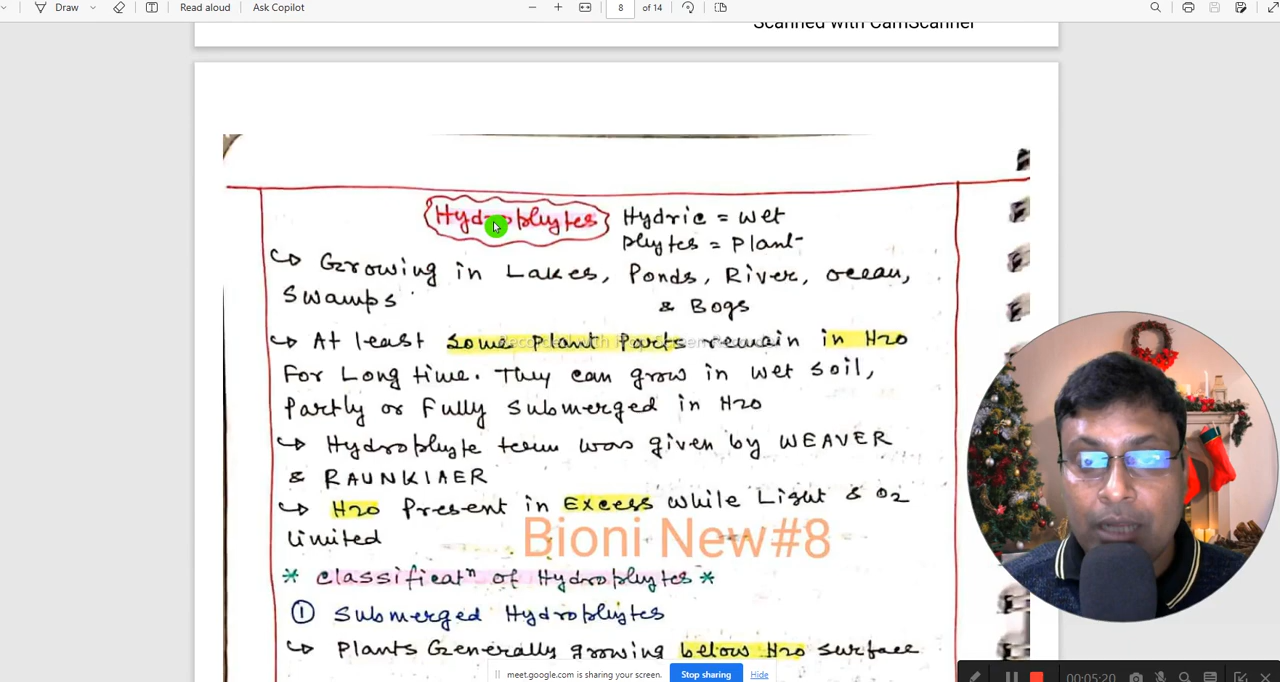 Draw
Read aloud
Ask Copilot
8 of 14
Scanned with CamScanner
Hydrophytes Hydric = wet
Phytes = Plant
Growing in Lakes, Ponds, River, ocean,
Swamps & Bogs
At least some Plant Parts remain in H2O
For Long time. They can grow in wet soil,
Partly or Fully submerged in H2O
Hydrophyte term was given by WEAVER
& RAUNKIAER
H2O Present in Excess while Light & O2
limited
Bioni New#8
* Classificatⁿ of Hydrophytes *
① Submerged Hydrophytes
Plants Generally growing below H2O surface
meet.google.com is sharing your screen. Stop sharing Hide
00:05:20